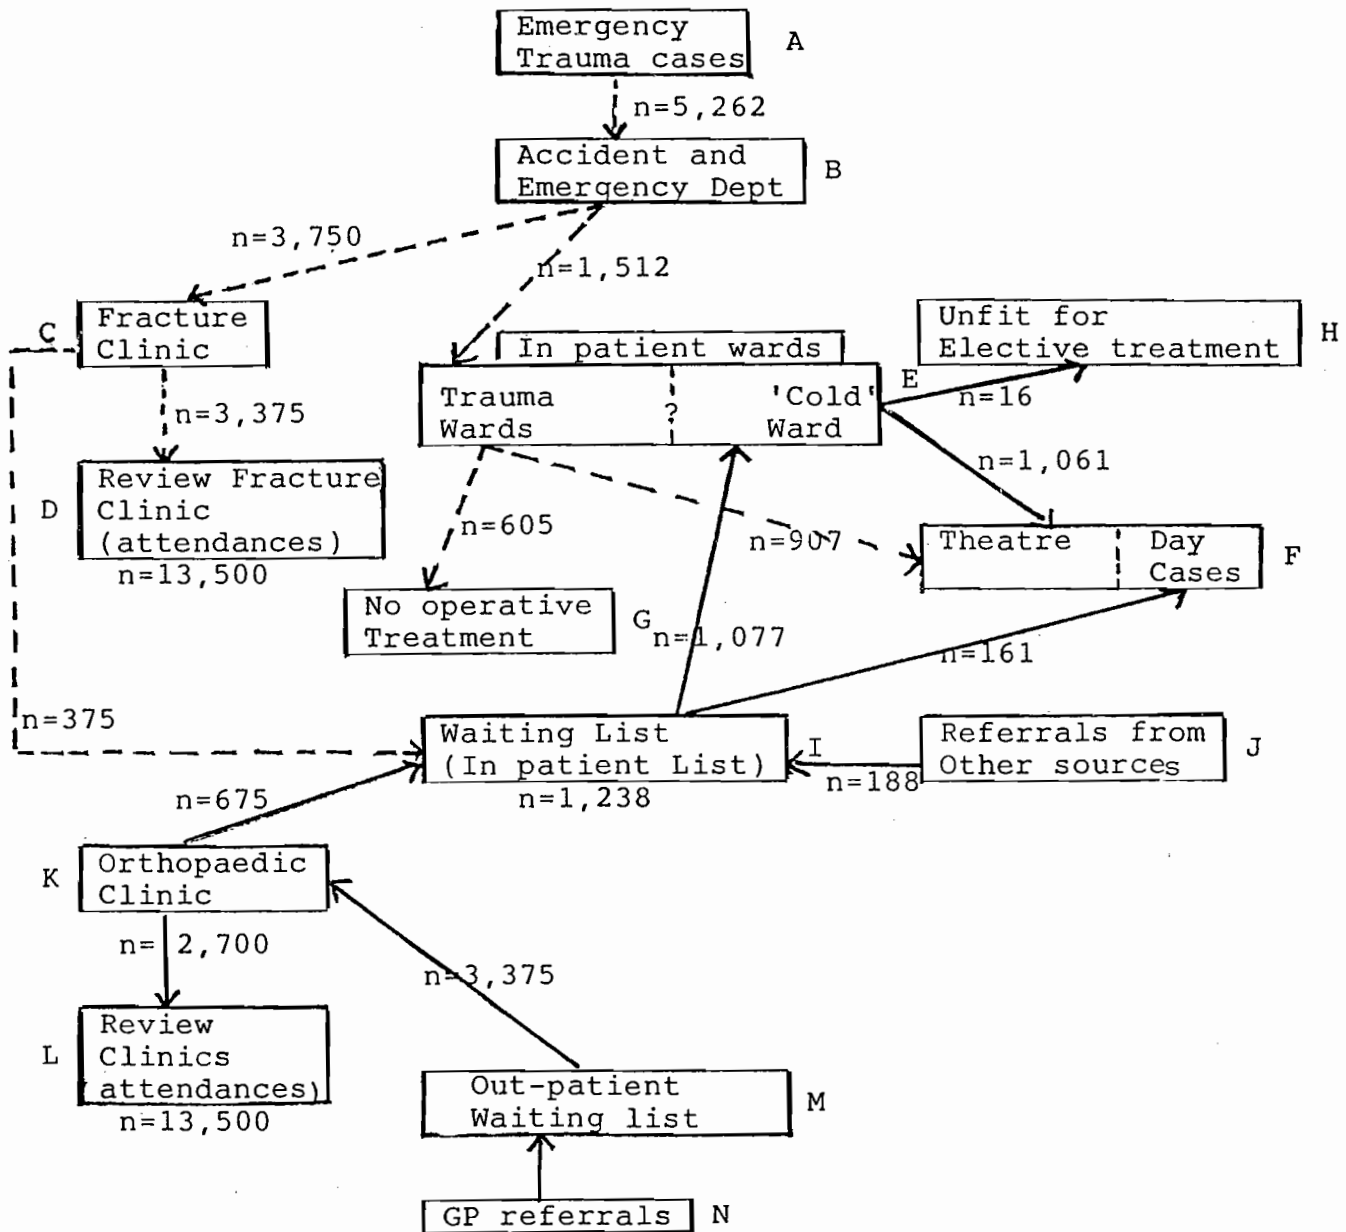 Emergency
Trauma cases
A
n=5,262
Accident and
Emergency Dept
B
n=3,750
n=1,512
C
Fracture
Clinic
In patient wards
Unfit for
Elective treatment
H
Trauma
Wards
?
'Cold'
Ward
E
n=16
n=3,375
n=1,061
D
Review Fracture
Clinic
(attendances)
n=13,500
n=605
n=907
Theatre
Day
Cases
F
No operative
Treatment
G
n=1,077
n=161
n=375
Waiting List
(In patient List)
n=1,238
I
Referrals from
Other sources
J
n=188
n=675
K
Orthopaedic
Clinic
n= 2,700
n=3,375
L
Review
Clinics
(attendances)
n=13,500
Out-patient
Waiting list
M
GP referrals
N